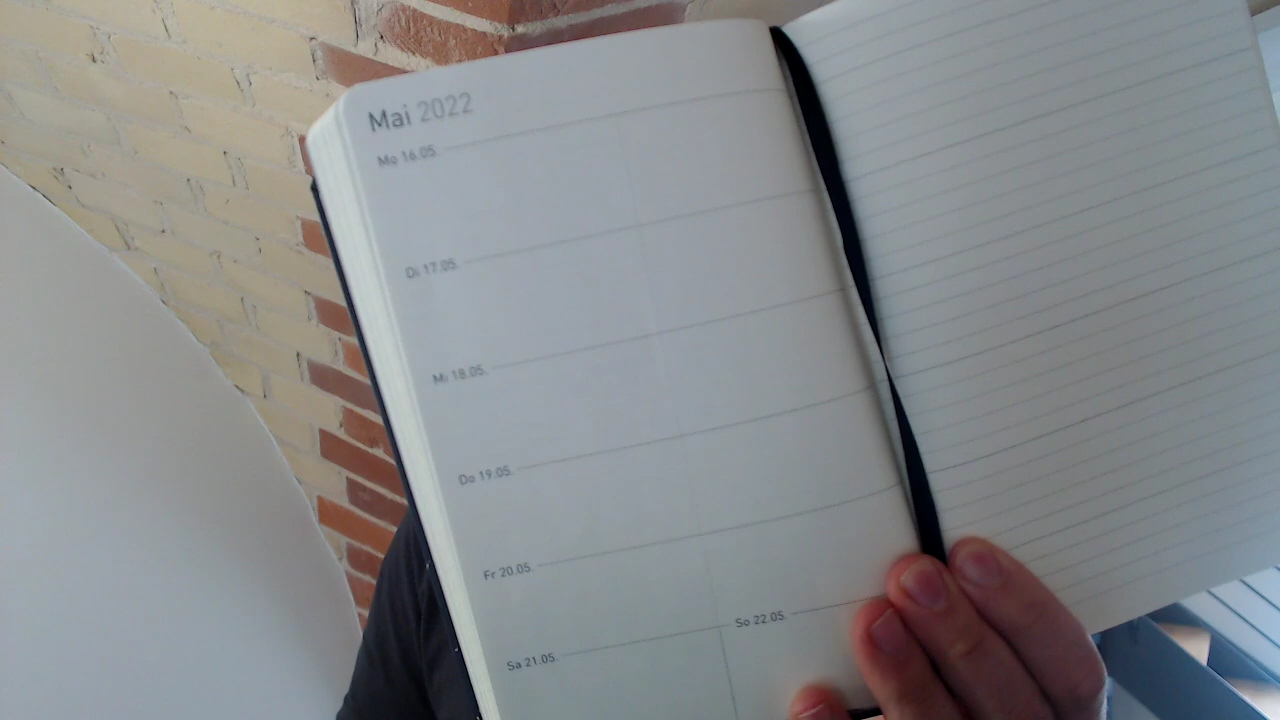 Mai 2022
Mo 16.05.
Di 17.05.
Mi 18.05.
Do 19.05.
Fr 20.05.
Sa 21.05.
So 22.05.